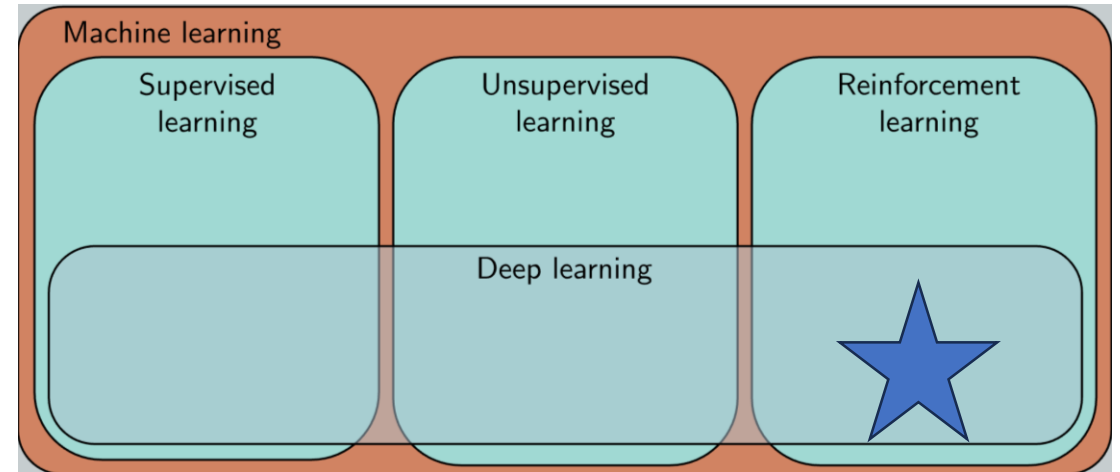 Machine learning
Supervised
learning
Unsupervised
learning
Reinforcement
learning
Deep learning